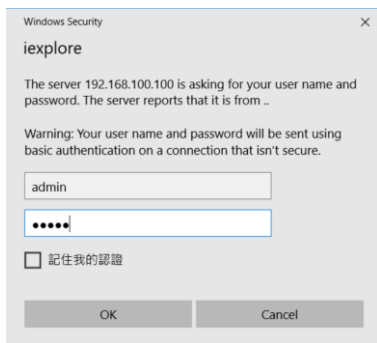 Windows Security
iexplore
The server 192.168.100.100 is asking for your user name and
password. The server reports that it is from ..
Warning: Your user name and password will be sent using
basic authentication on a connection that isn't secure.
admin
●●●●●
記住我的認證
OK
Cancel